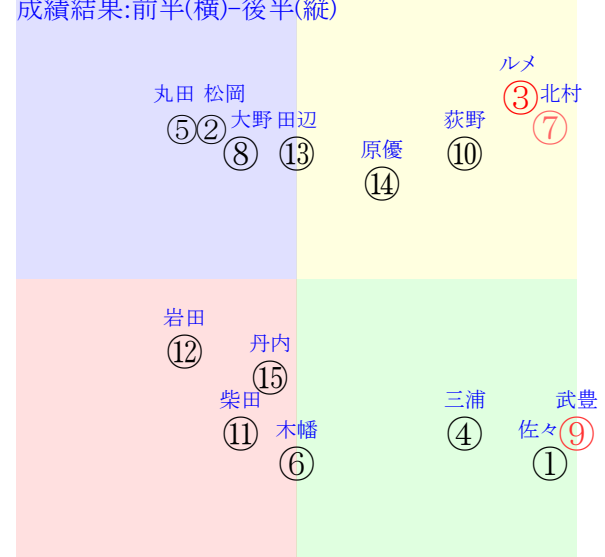 成績結果:前半(横)-後半(縦)
ルメ
③
北村
⑦
丸田
⑤
松岡
②
大野
⑧
田辺
⑬
荻野
⑩
原優
⑭
岩田
⑫
丹内
⑮
柴田
⑪
木幡
⑥
三浦
④
武豊
⑨
佐々
①